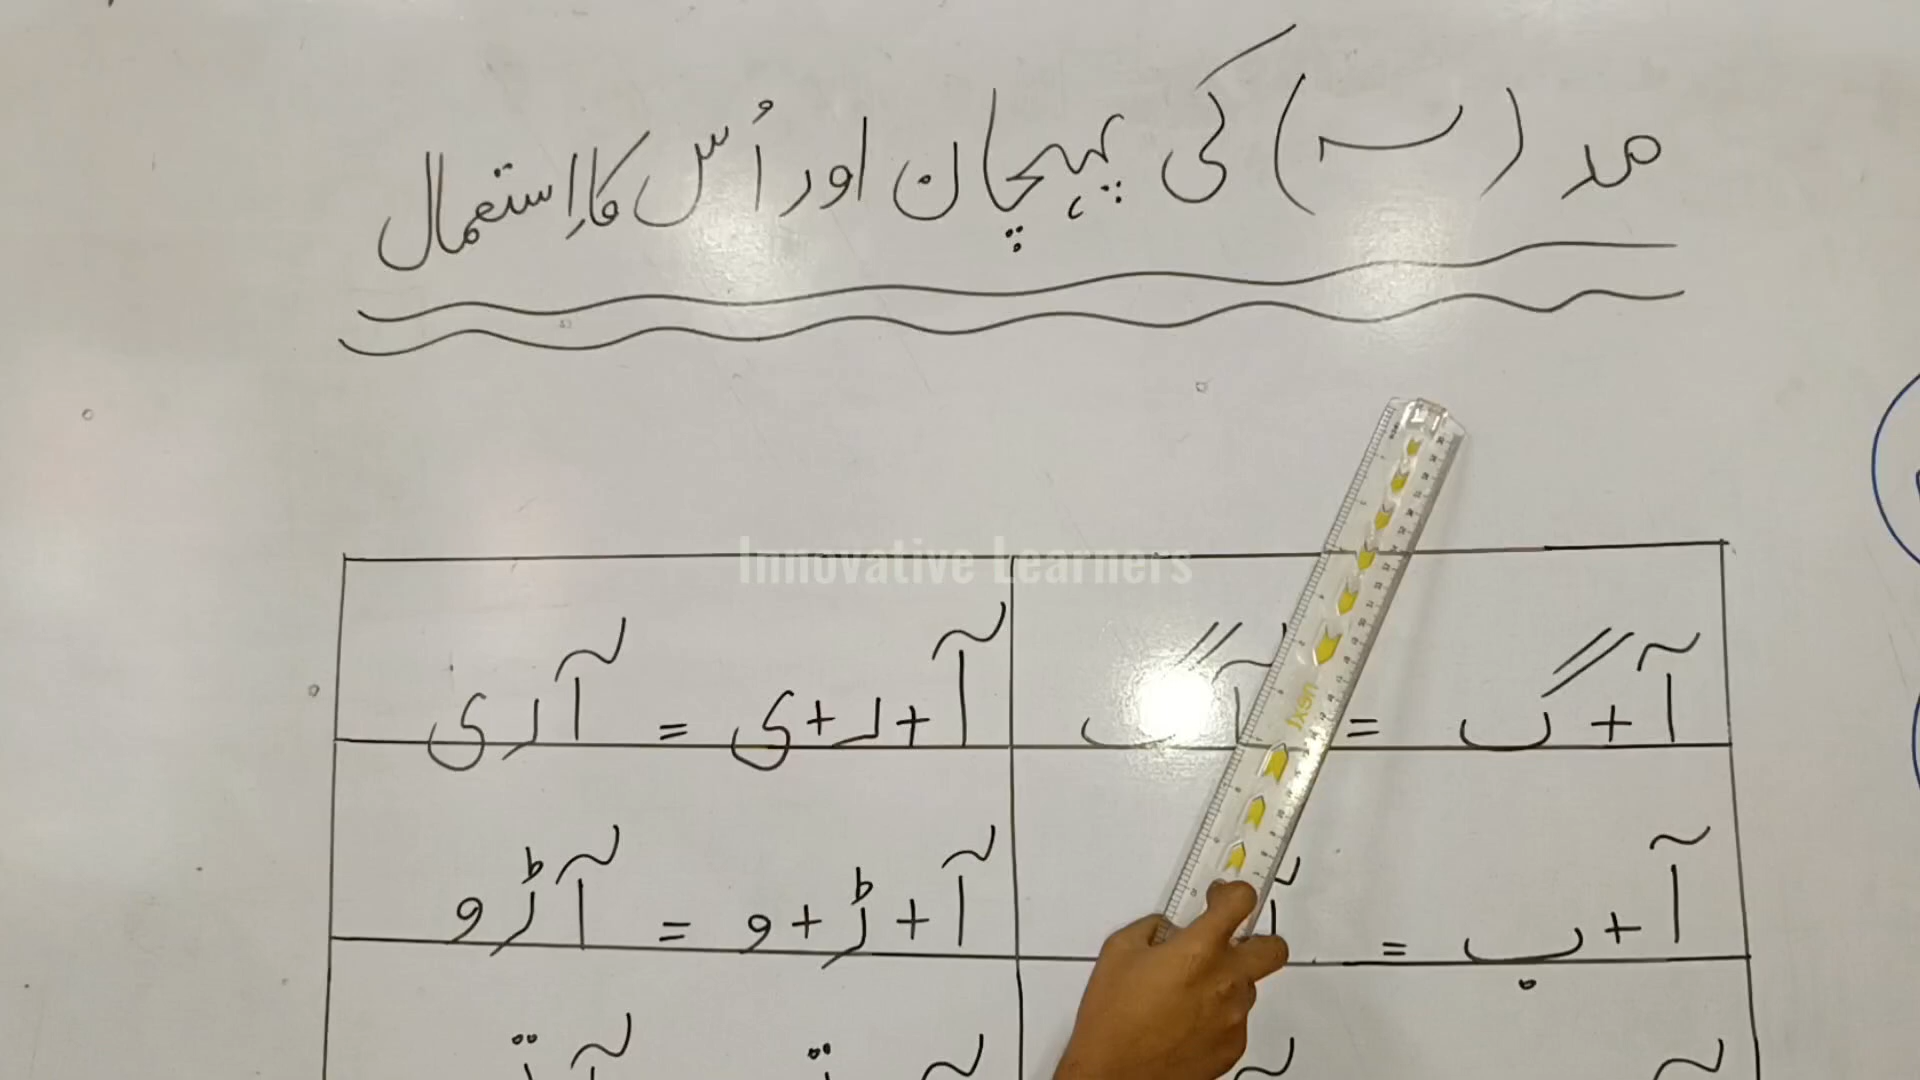 مد ( ـٓ ) کی پہچان اور اُس کا اِستعمال
Innovative Learners
آ + گ = آگ
آ + ر + ی = آری
آ + ب =
آ + ڑ + و = آڑو